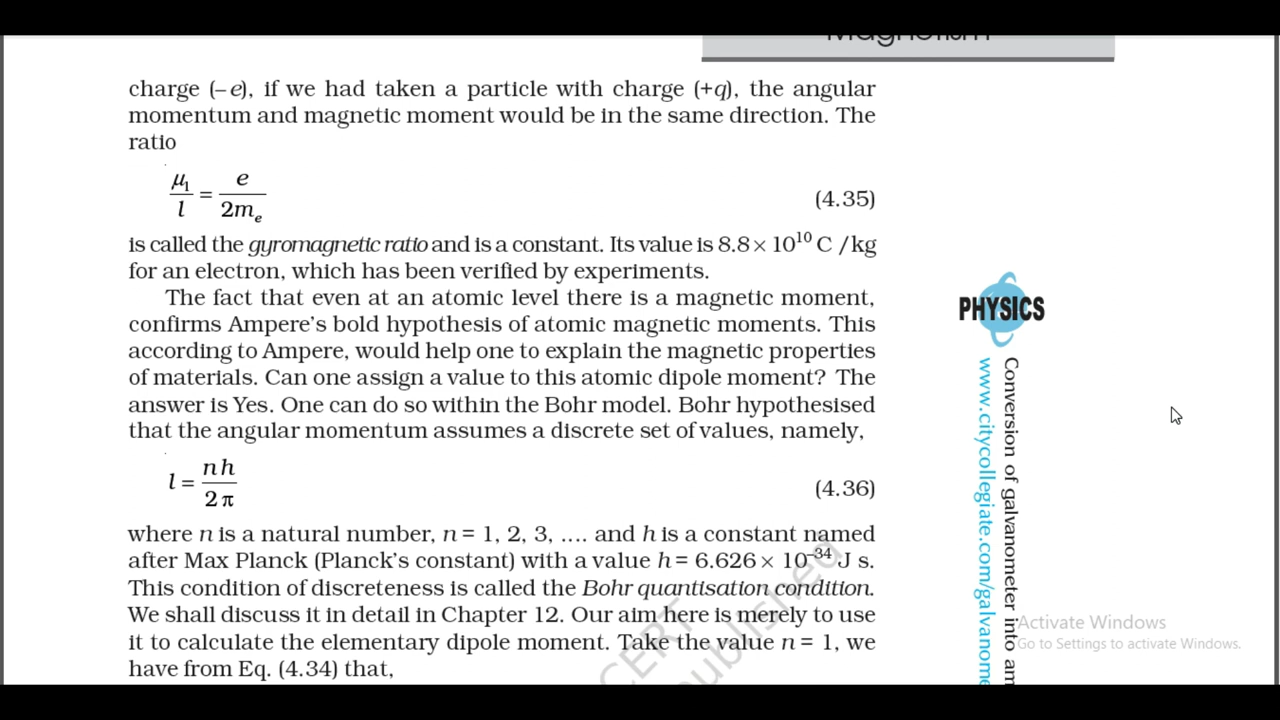 Magnetism
charge (– e), if we had taken a particle with charge (+q), the angular
momentum and magnetic moment would be in the same direction. The
ratio
μl / l = e / 2me
(4.35)
is called the gyromagnetic ratio and is a constant. Its value is 8.8 × 10^10 C /kg
for an electron, which has been verified by experiments.
The fact that even at an atomic level there is a magnetic moment,
confirms Ampere's bold hypothesis of atomic magnetic moments. This
according to Ampere, would help one to explain the magnetic properties
of materials. Can one assign a value to this atomic dipole moment? The
answer is Yes. One can do so within the Bohr model. Bohr hypothesised
that the angular momentum assumes a discrete set of values, namely,
l = nh / 2π
(4.36)
where n is a natural number, n = 1, 2, 3, .... and h is a constant named
after Max Planck (Planck's constant) with a value h = 6.626 × 10^–34 J s.
This condition of discreteness is called the Bohr quantisation condition.
We shall discuss it in detail in Chapter 12. Our aim here is merely to use
it to calculate the elementary dipole moment. Take the value n = 1, we
have from Eq. (4.34) that,
PHYSICS
Conversion of galvanometer into am
www.citycollegiate.com/galvanome
Activate Windows
Go to Settings to activate Windows.
CERT
published